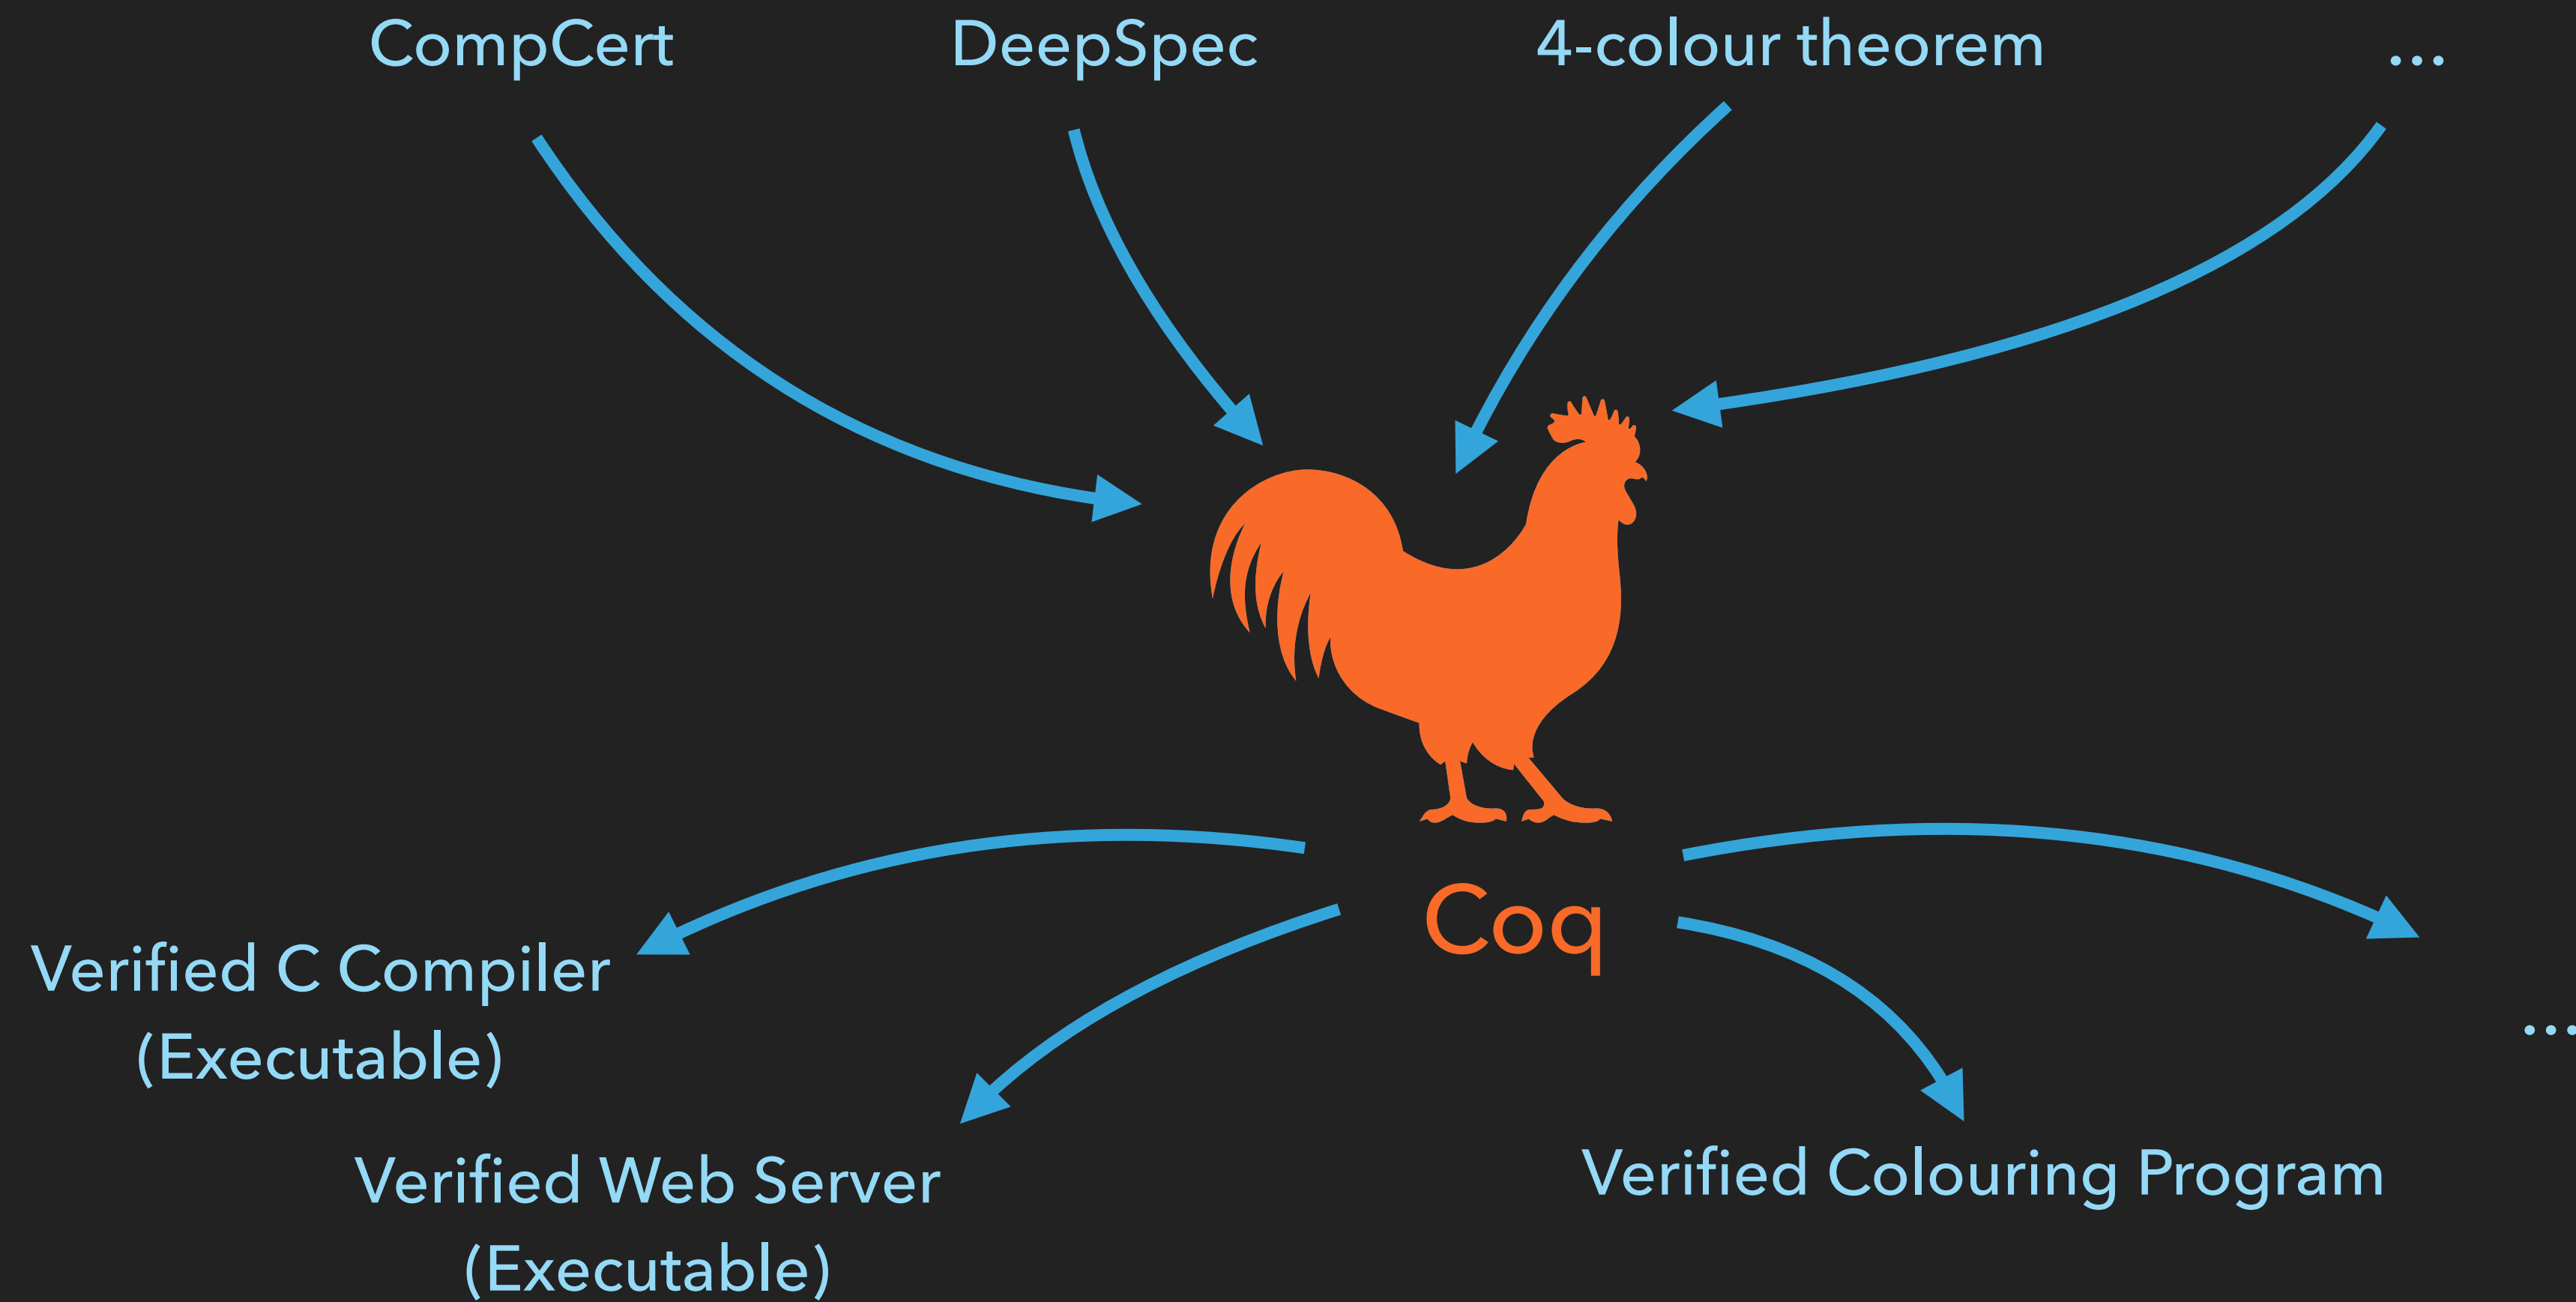 CompCert
DeepSpec
4-colour theorem
...
Coq
Verified C Compiler
(Executable)
...
Verified Web Server
(Executable)
Verified Colouring Program